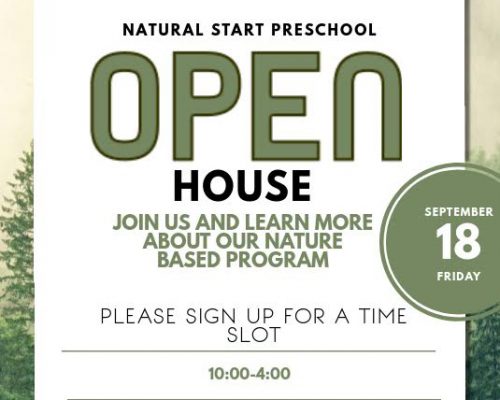 NATURAL START PRESCHOOL
OPEN
HOUSE
JOIN US AND LEARN MORE
ABOUT OUR NATURE
BASED PROGRAM
SEPTEMBER
18
FRIDAY
PLEASE SIGN UP FOR A TIME
SLOT
10:00-4:00